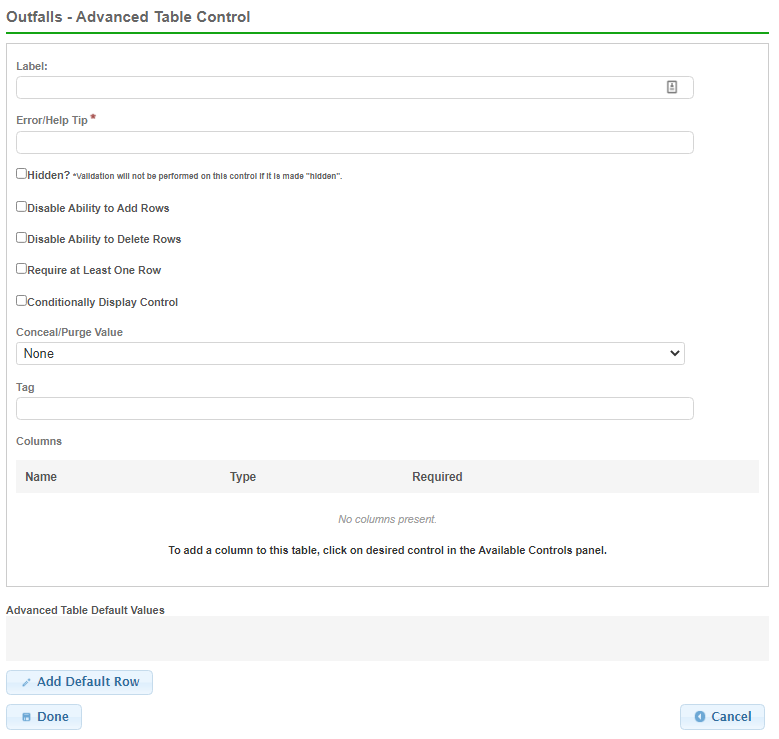 Outfalls - Advanced Table Control
Label:
Error/Help Tip *
Hidden? *Validation will not be performed on this control if it is made "hidden".
Disable Ability to Add Rows
Disable Ability to Delete Rows
Require at Least One Row
Conditionally Display Control
Conceal/Purge Value
None
Tag
Columns
Name Type Required
No columns present.
To add a column to this table, click on desired control in the Available Controls panel.
Advanced Table Default Values
Add Default Row
Done Cancel